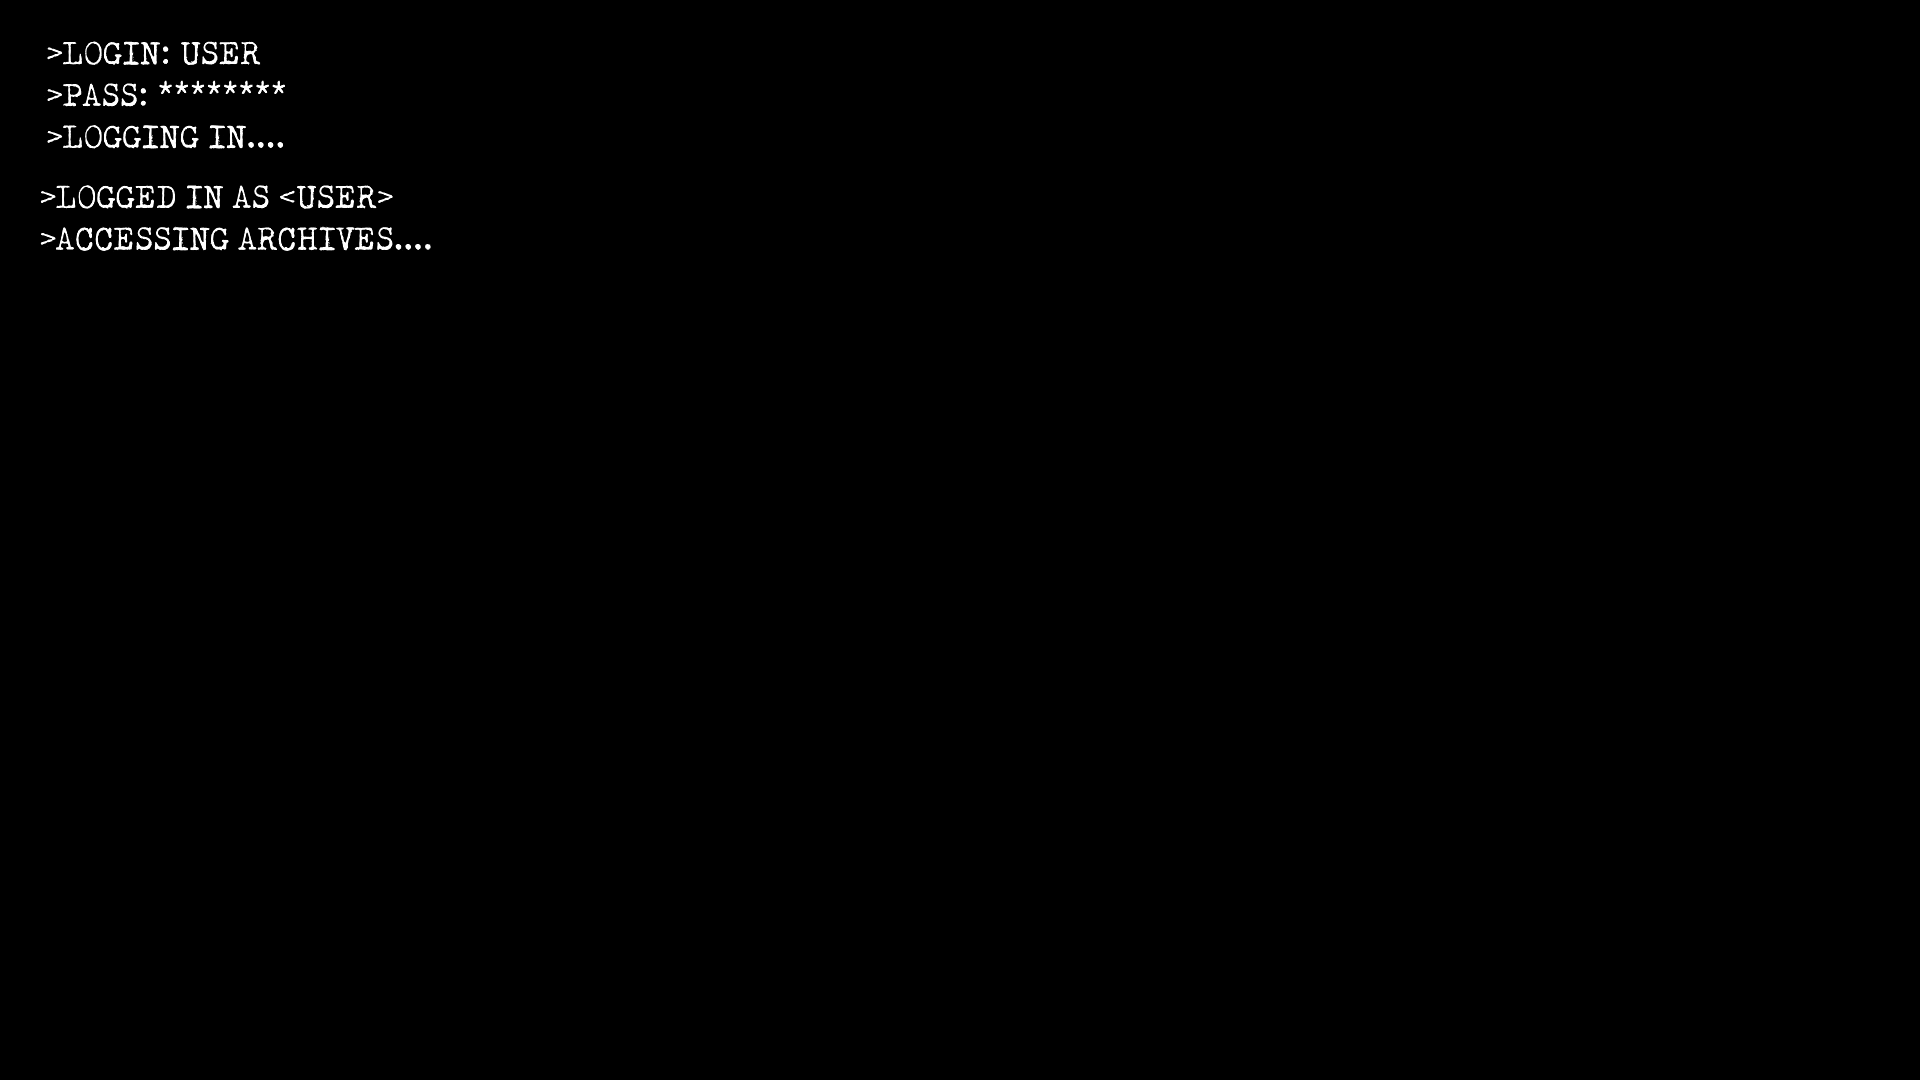 >LOGIN: USER
>PASS: ********
>LOGGING IN....
>LOGGED IN AS <USER>
>ACCESSING ARCHIVES....